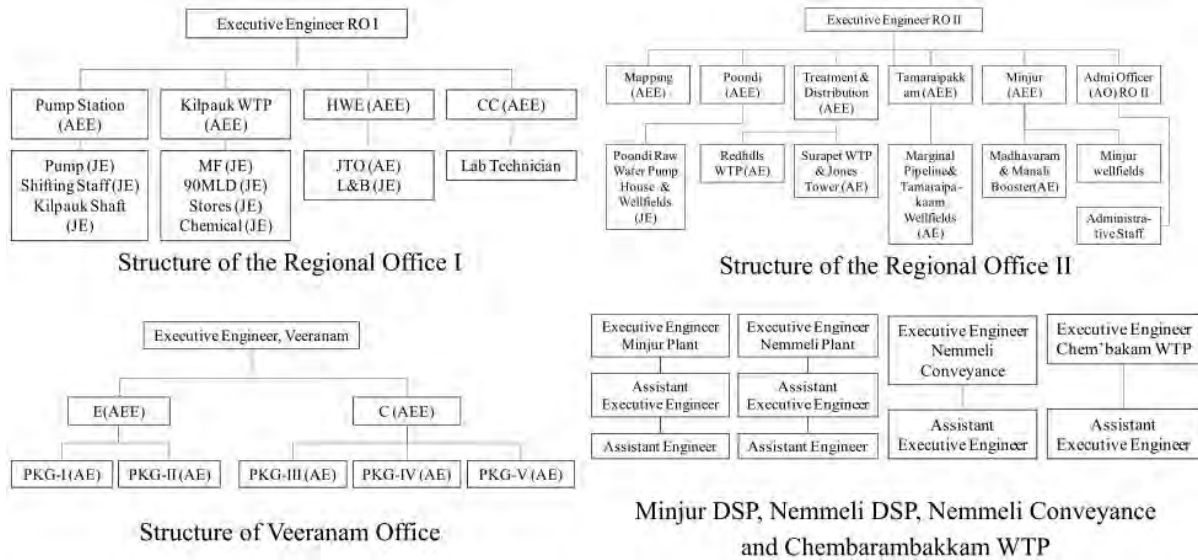 Executive Engineer RO I
Pump Station
(AEE)
Kilpauk WTP
(AEE)
HWE (AEE)
CC (AEE)
Pump (JE)
Shifting Staff (JE)
Kilpauk Shaft
(JE)
MF (JE)
90MLD (JE)
Stores (JE)
Chemical (JE)
JTO (AE)
L&B (JE)
Lab Technician
Structure of the Regional Office I
Executive Engineer RO II
Mapping
(AEE)
Poondi
(AEE)
Treatment &
Distribution
(AEE)
Tamaraipakk
am (AEE)
Minjur
(AEE)
Admi Officer
(AO) RO II
Poondi Raw
Water Pump
House &
Wellfields
(JE)
Redhills
WTP (AE)
Surapet WTP
& Jones
Tower (AE)
Marginal
Pipeline&
Tamaraipa-
kaam
Wellfields
(AE)
Madhavaram
& Manali
Booster(AE)
Minjur
wellfields
Administra-
tive Staff
Structure of the Regional Office II
Executive Engineer, Veeranam
E(AEE)
C (AEE)
PKG-I (AE)
PKG-II (AE)
PKG-III (AE)
PKG-IV (AE)
PKG-V (AE)
Structure of Veeranam Office
Executive Engineer
Minjur Plant
Assistant
Executive Engineer
Assistant Engineer
Executive Engineer
Nemmeli Plant
Assistant
Executive Engineer
Assistant Engineer
Executive Engineer
Nemmeli
Conveyance
Assistant
Executive Engineer
Executive Engineer
Chem’bakam WTP
Assistant
Executive Engineer
Minjur DSP, Nemmeli DSP, Nemmeli Conveyance
and Chembarambakkam WTP